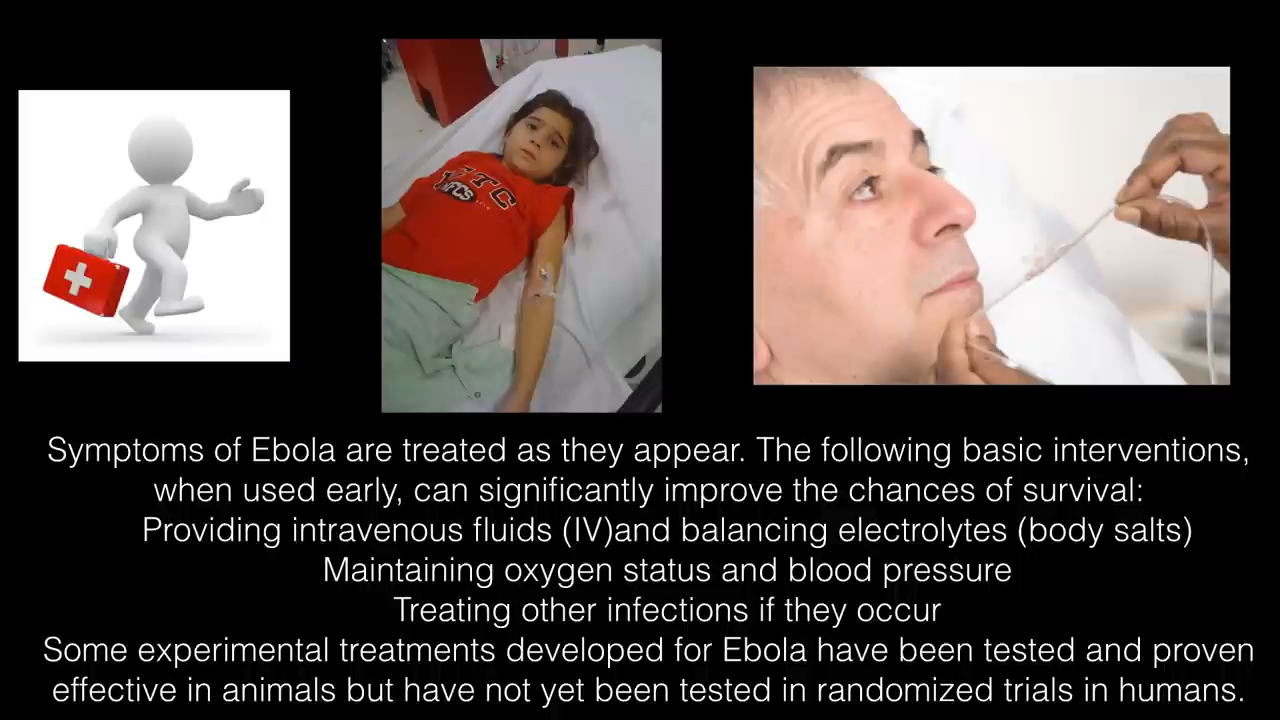 FTC
FCS
Symptoms of Ebola are treated as they appear. The following basic interventions,
when used early, can significantly improve the chances of survival:
Providing intravenous fluids (IV)and balancing electrolytes (body salts)
Maintaining oxygen status and blood pressure
Treating other infections if they occur
Some experimental treatments developed for Ebola have been tested and proven
effective in animals but have not yet been tested in randomized trials in humans.